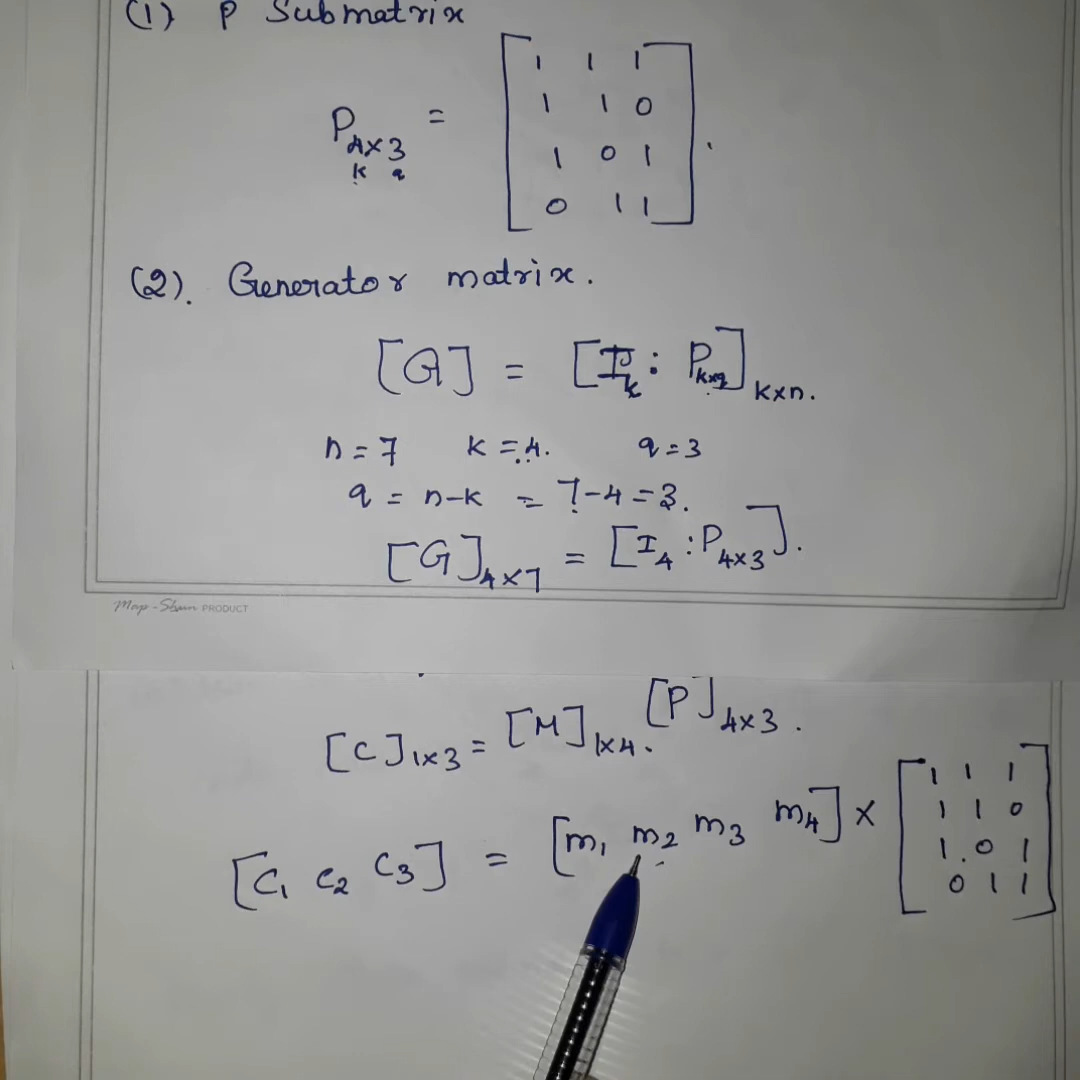 (1) P Submatrix
P4×3 = [1 1 1
k q
1 1 0
1 0 1
0 1 1].
(2). Generator matrix.
[G] = [Ik : Pk×q]k×n.
n = 7 k = 4. q = 3
q = n-k = 7-4 = 3.
[G]4×7 = [I4 : P4×3].
Map-Shun PRODUCT
[C]1×3 = [M]1×4. [P]4×3.
[C1 C2 C3] = [m1 m2 m3 m4] × [1 1 1
1 1 0
1 0 1
0 1 1]